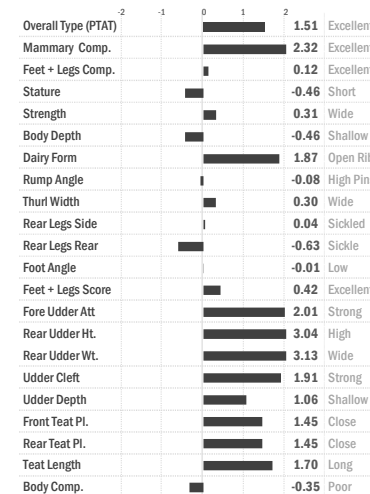 -2 -1 0 1 2
Overall Type (PTAT) 1.51 Excellen
Mammary Comp. 2.32 Excellen
Feet + Legs Comp. 0.12 Excellen
Stature -0.46 Short
Strength 0.31 Wide
Body Depth -0.46 Shallow
Dairy Form 1.87 Open Ri
Rump Angle -0.08 High Pin
Thurl Width 0.30 Wide
Rear Legs Side 0.04 Sickled
Rear Legs Rear -0.63 Sickle
Foot Angle -0.01 Low
Feet + Legs Score 0.42 Excellen
Fore Udder Att 2.01 Strong
Rear Udder Ht. 3.04 High
Rear Udder Wt. 3.13 Wide
Udder Cleft 1.91 Strong
Udder Depth 1.06 Shallow
Front Teat Pl. 1.45 Close
Rear Teat Pl. 1.45 Close
Teat Length 1.70 Long
Body Comp. -0.35 Poor